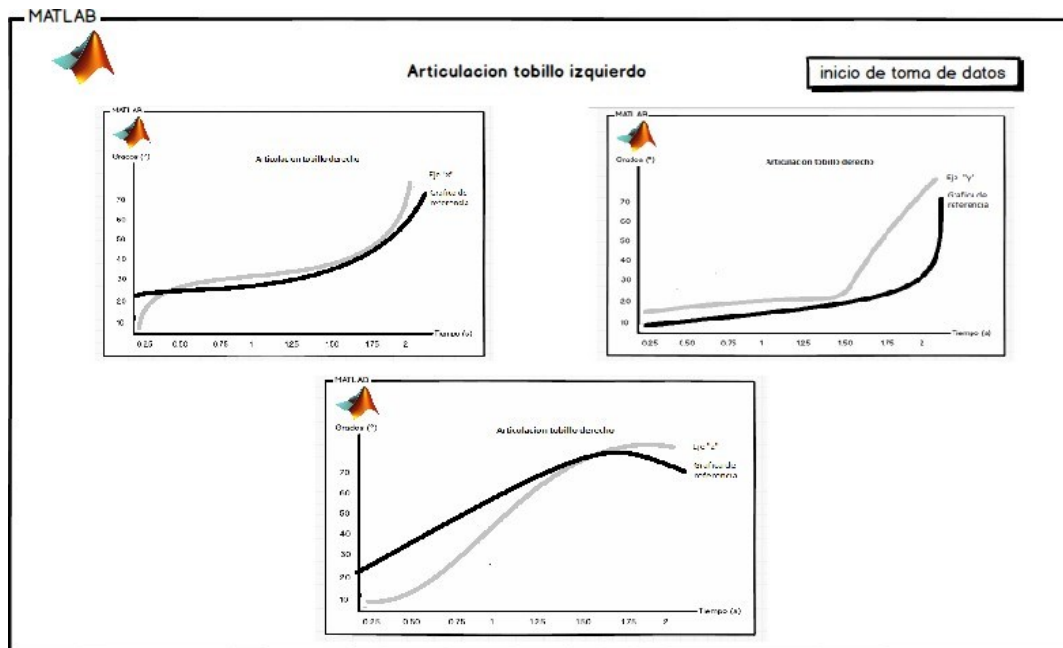 MATLAB
Articulacion tobillo izquierdo
inicio de toma de datos
MATLAB
Grados (°)
Articulacion tobillo derecho
Eje "x"
Grafica de
referencia
70
60
50
40
30
20
10
Tiempo (s)
0.25 0.50 0.75 1 1.25 1.50 1.75 2
MATLAB
Grados (°)
Articulacion tobillo derecho
Eje "y"
Grafica de
referencia
70
60
50
40
30
20
10
Tiempo (s)
0.25 0.50 0.75 1 1.25 1.50 1.75 2
MATLAB
Grados (°)
Articulacion tobillo derecho
Eje "z"
Grafica de
referencia
70
60
50
40
30
20
10
Tiempo (s)
0.25 0.50 0.75 1 1.25 1.50 1.75 2